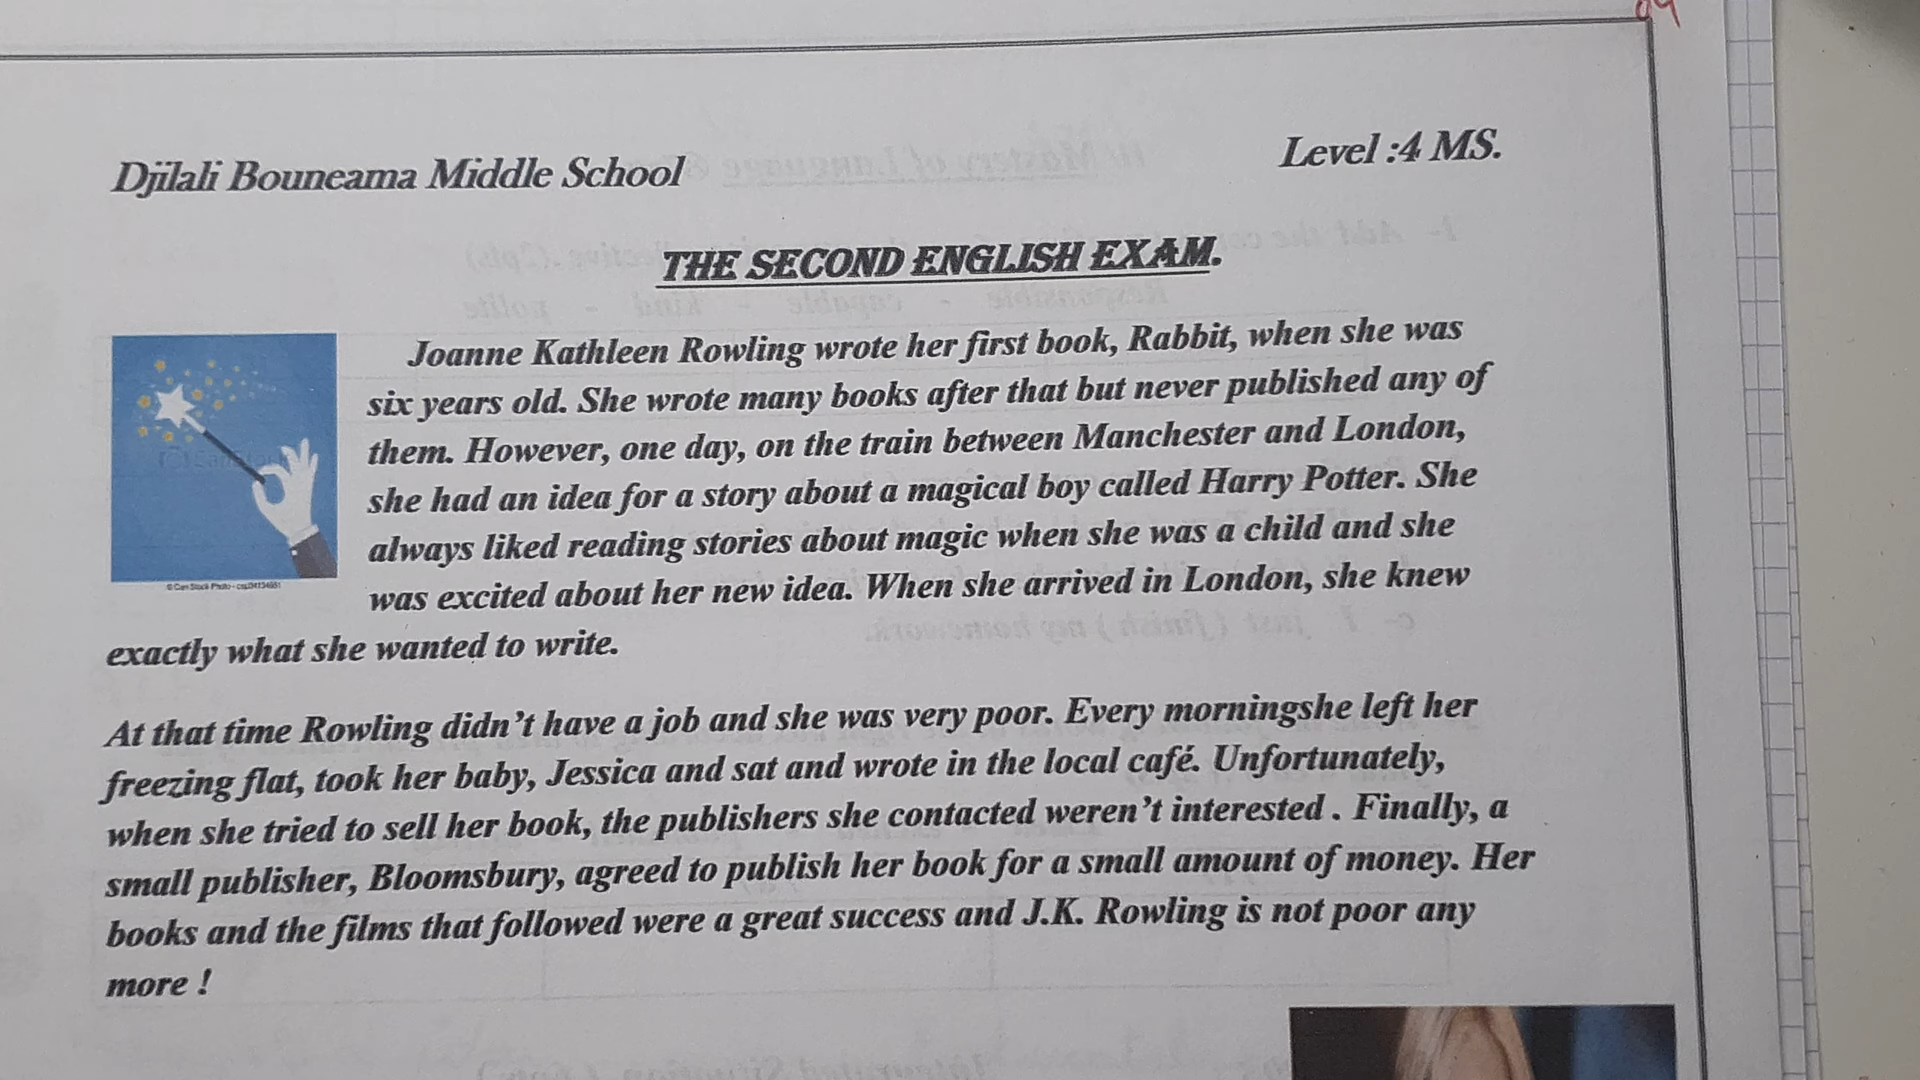 Djilali Bouneama Middle School
Level :4 MS.
THE SECOND ENGLISH EXAM.
Joanne Kathleen Rowling wrote her first book, Rabbit, when she was
six years old. She wrote many books after that but never published any of
them. However, one day, on the train between Manchester and London,
she had an idea for a story about a magical boy called Harry Potter. She
always liked reading stories about magic when she was a child and she
was excited about her new idea. When she arrived in London, she knew
exactly what she wanted to write.
At that time Rowling didn't have a job and she was very poor. Every morningshe left her
freezing flat, took her baby, Jessica and sat and wrote in the local café. Unfortunately,
when she tried to sell her book, the publishers she contacted weren't interested . Finally, a
small publisher, Bloomsbury, agreed to publish her book for a small amount of money. Her
books and the films that followed were a great success and J.K. Rowling is not poor any
more !